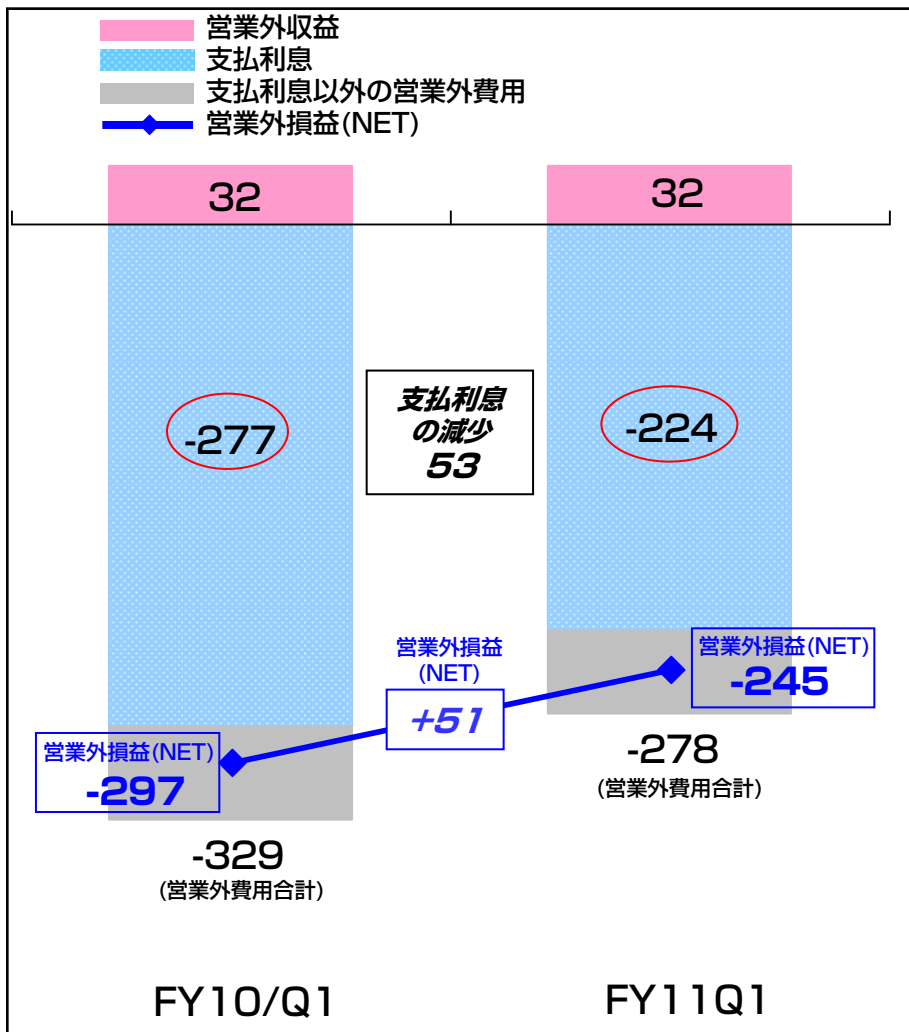 営業外収益
支払利息
支払利息以外の営業外費用
営業外損益(NET)
32
32
-277
支払利息
の減少
53
-224
営業外損益
(NET)
+51
営業外損益(NET)
-245
営業外損益(NET)
-297
-278
(営業外費用合計)
-329
(営業外費用合計)
FY10/Q1
FY11Q1